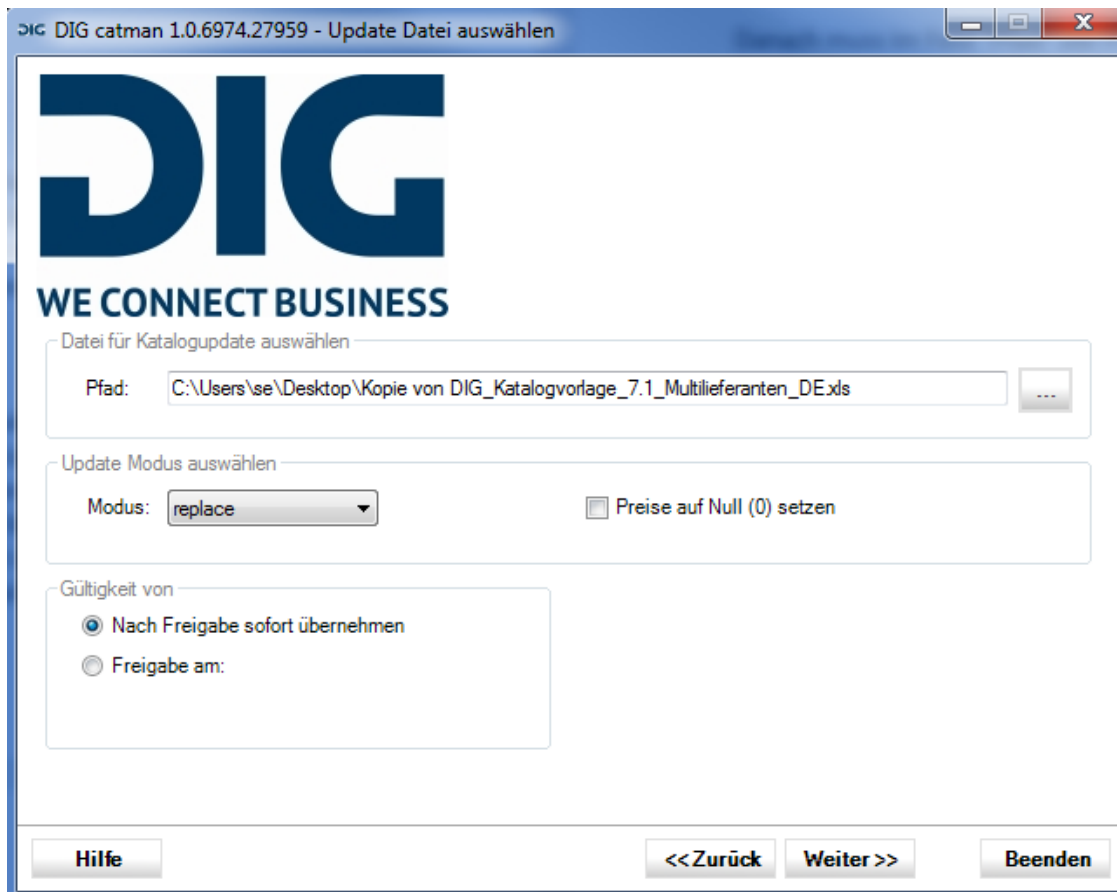 DIG DIG catman 1.0.6974.27959 - Update Datei auswählen
DIG
WE CONNECT BUSINESS
Datei für Katalogupdate auswählen
Pfad: C:\Users\se\Desktop\Kopie von DIG_Katalogvorlage_7.1_Multilieferanten_DE.xls ...
Update Modus auswählen
Modus: replace Preise auf Null (0) setzen
Gültigkeit von
Nach Freigabe sofort übernehmen
Freigabe am:
Hilfe <<Zurück Weiter>> Beenden